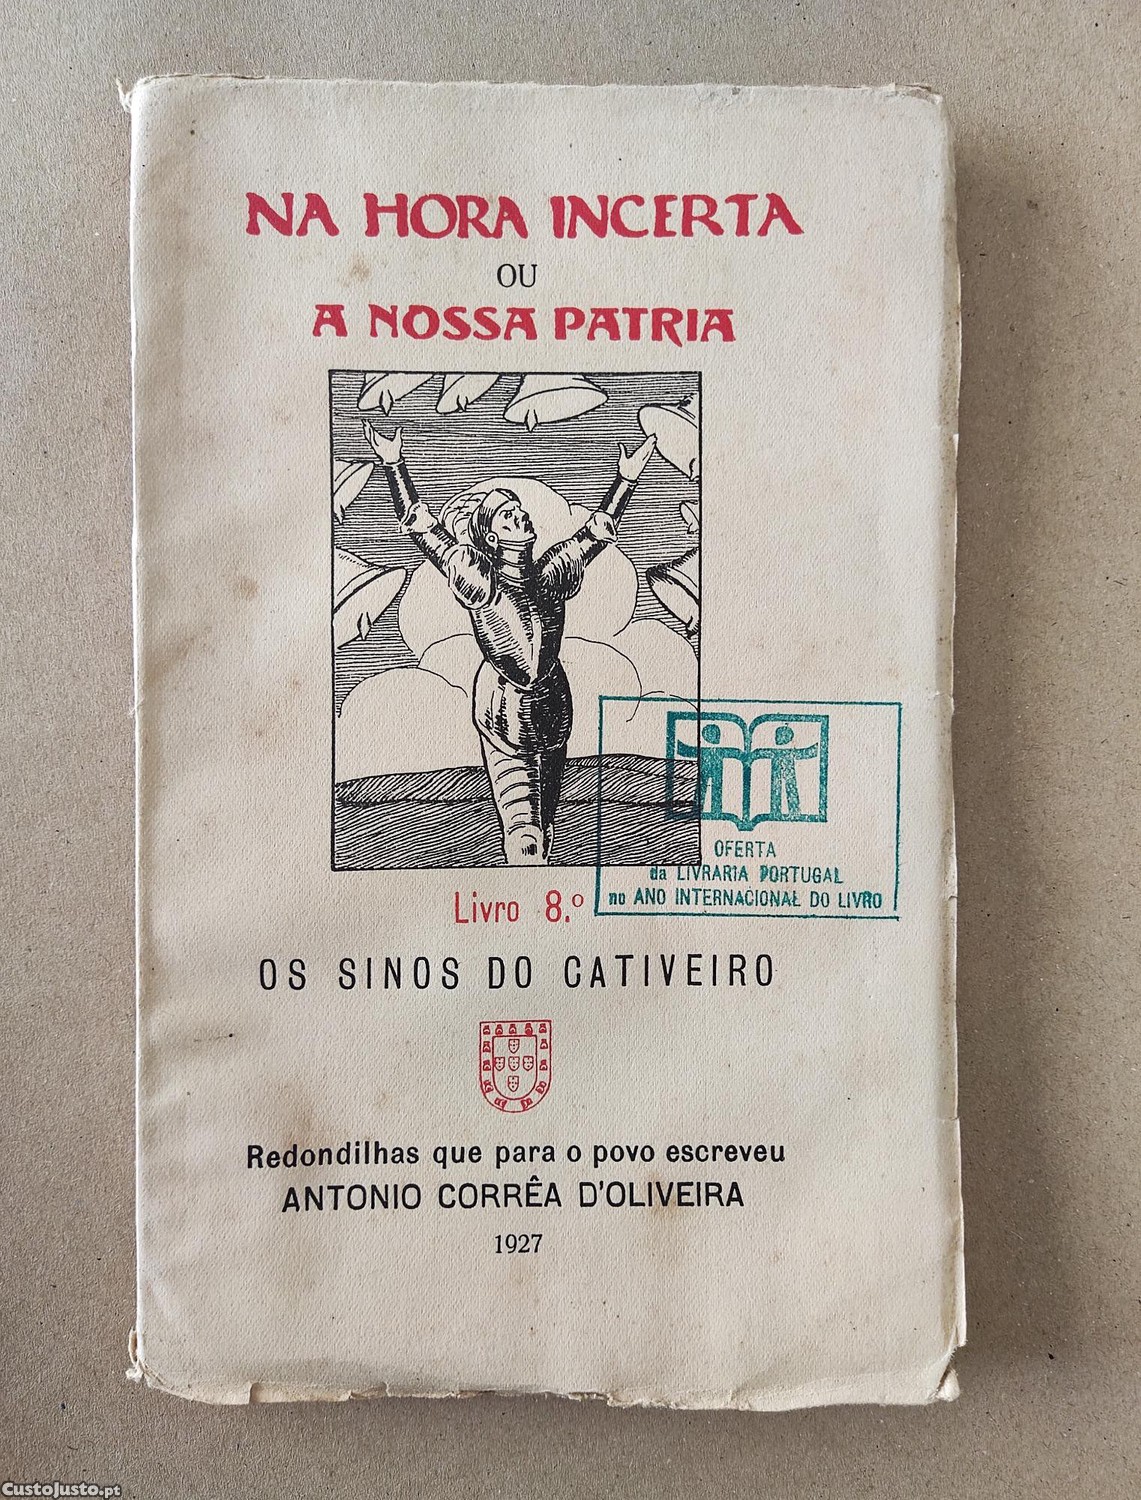 NA HORA INCERTA
OU
A NOSSA PATRIA
OFERTA
da LIVRARIA PORTUGAL
no ANO INTERNACIONAL DO LIVRO
Livro 8.º
OS SINOS DO CATIVEIRO
Redondilhas que para o povo escreveu
ANTONIO CORRÊA D'OLIVEIRA
1927
CustoJusto.pt